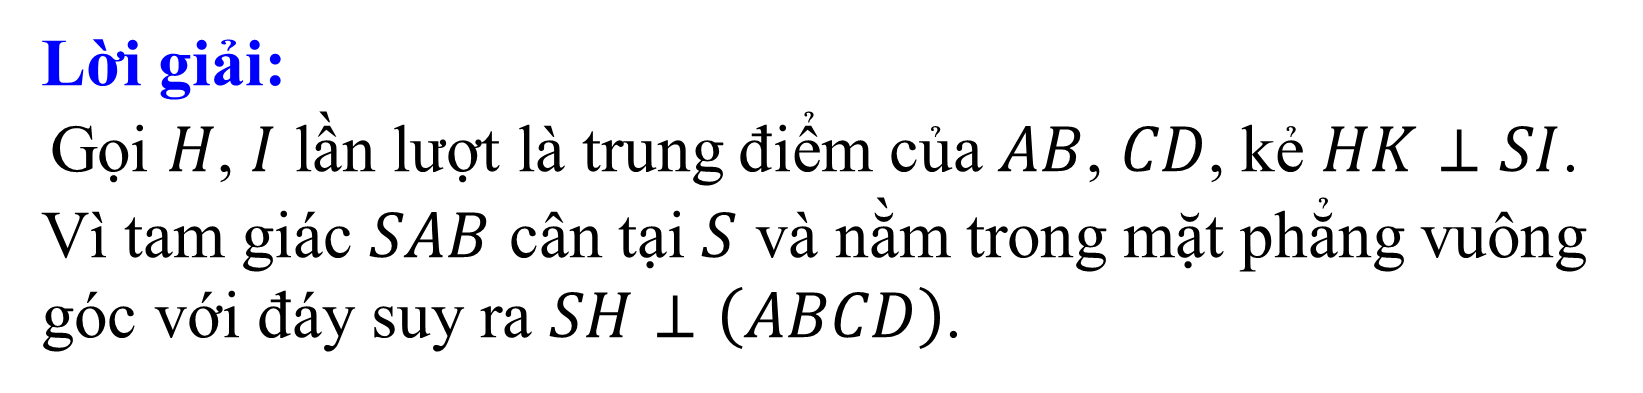 Lời giải:
Gọi H, I lần lượt là trung điểm của AB, CD, kẻ HK ⊥ SI.
Vì tam giác SAB cân tại S và nằm trong mặt phẳng vuông
góc với đáy suy ra SH ⊥ (ABCD).